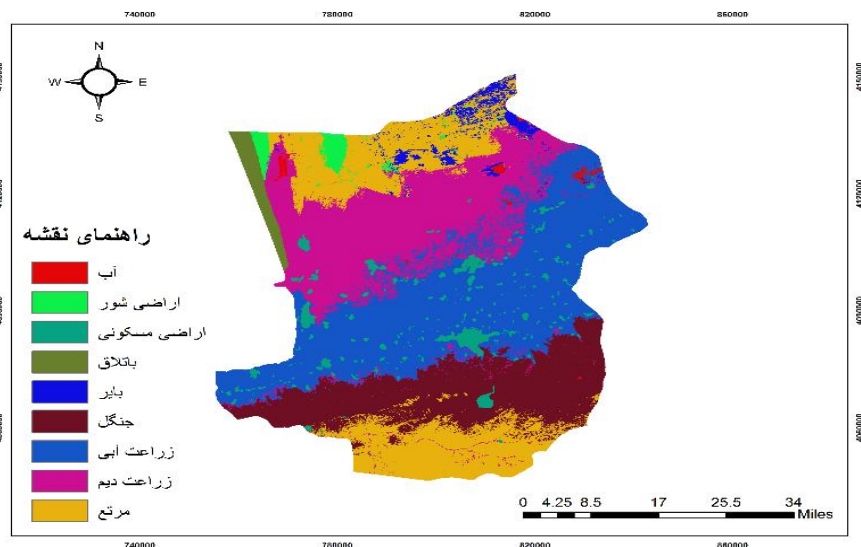 740000 780000 820000 860000
N
W E
S
راهنمای نقشه
آب
اراضی شور
اراضی مسکونی
باتلاق
بایر
جنگل
زراعت آبی
زراعت دیم
مرتع
0 4.25 8.5 17 25.5 34
Miles
740000 780000 820000 860000